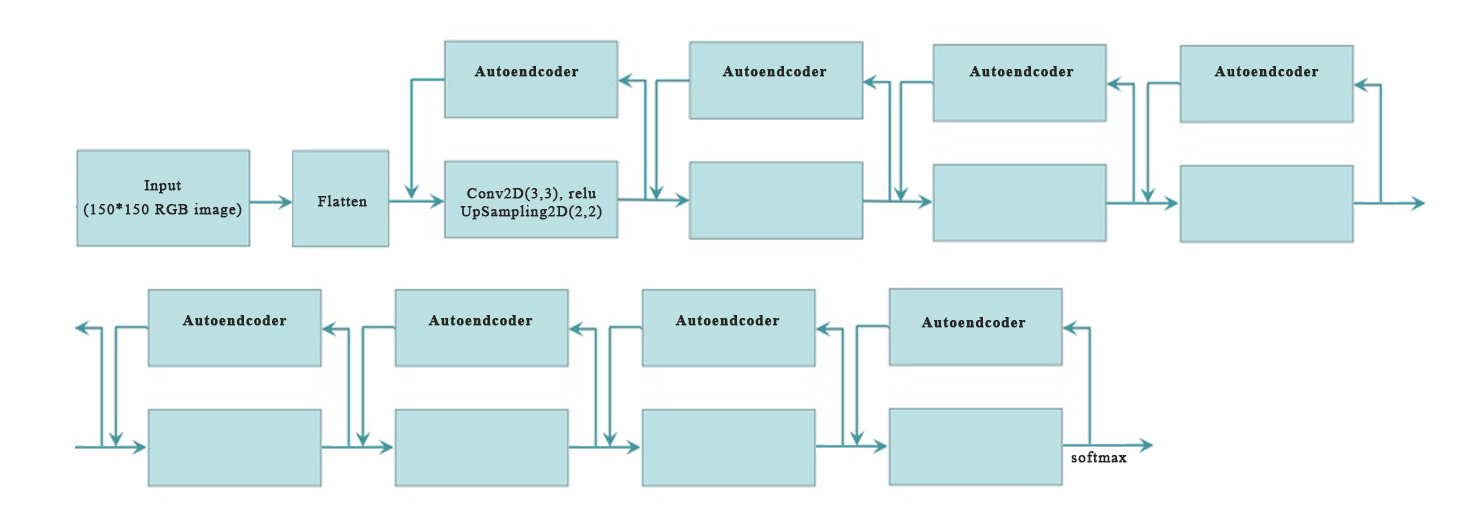 Autoendcoder
Autoendcoder
Autoendcoder
Autoendcoder
Input
(150*150 RGB image)
Flatten
Conv2D(3,3), relu
UpSampling2D(2,2)
Autoendcoder
Autoendcoder
Autoendcoder
Autoendcoder
softmax